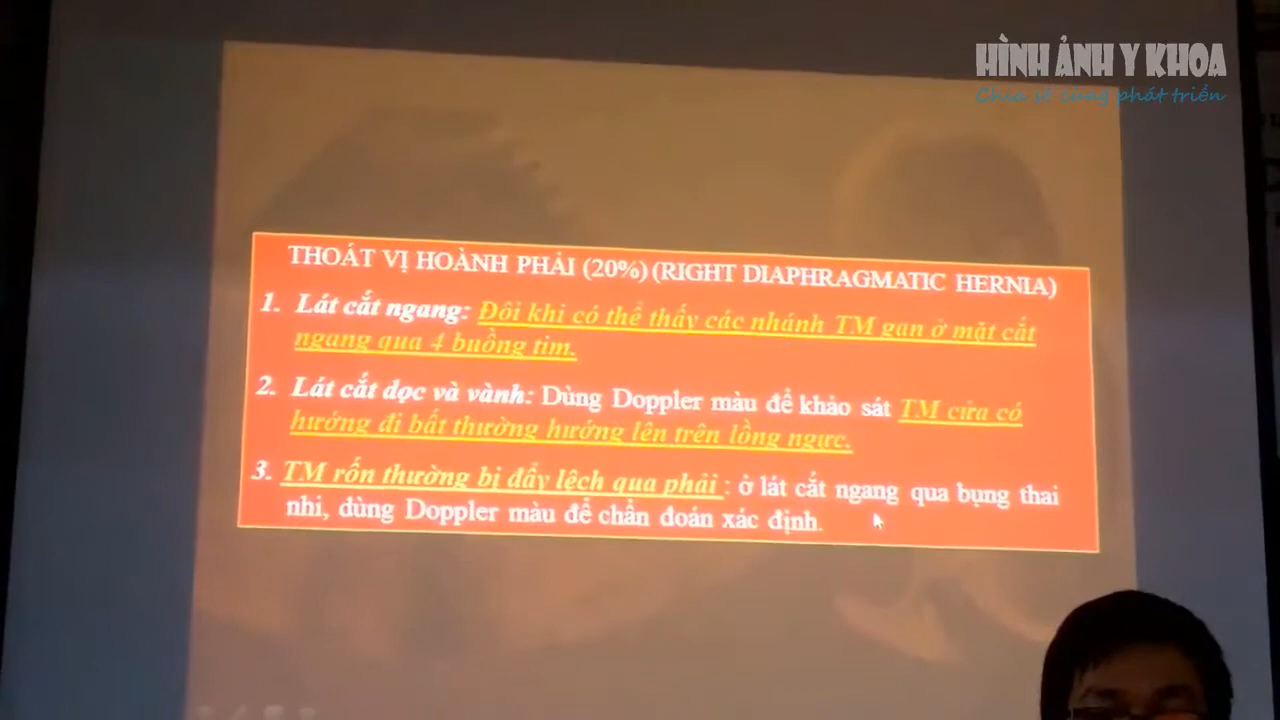 HÌNH ẢNH Y KHOA
Chia sẻ cùng phát triển
THOÁT VỊ HOÀNH PHẢI (20%) (RIGHT DIAPHRAGMATIC HERNIA)
1. Lát cắt ngang: Đôi khi có thể thấy các nhánh TM gan ở mặt cắt
ngang qua 4 buồng tim.
2. Lát cắt dọc và vành: Dùng Doppler màu để khảo sát TM cửa có
hướng đi bất thường hướng lên trên lồng ngực.
3. TM rốn thường bị đẩy lệch qua phải : ở lát cắt ngang qua bụng thai
nhi, dùng Doppler màu để chẩn đoán xác định.